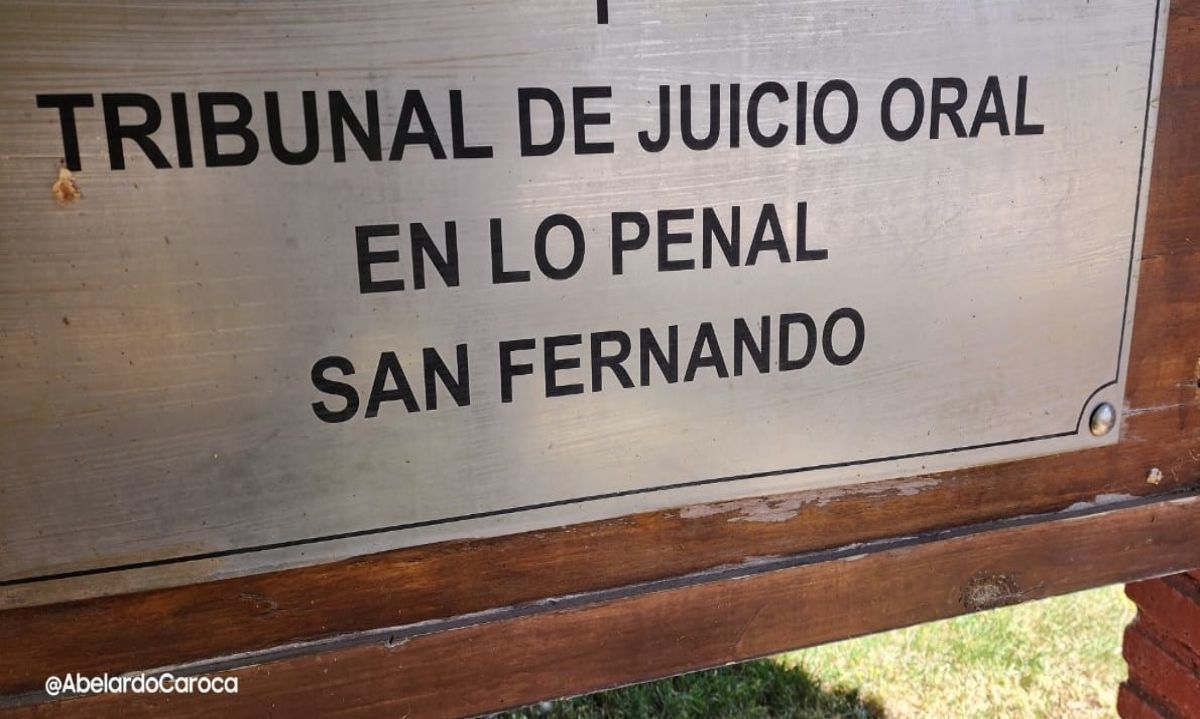 TRIBUNAL DE JUICIO ORAL
EN LO PENAL
SAN FERNANDO
@AbelardoCaroca